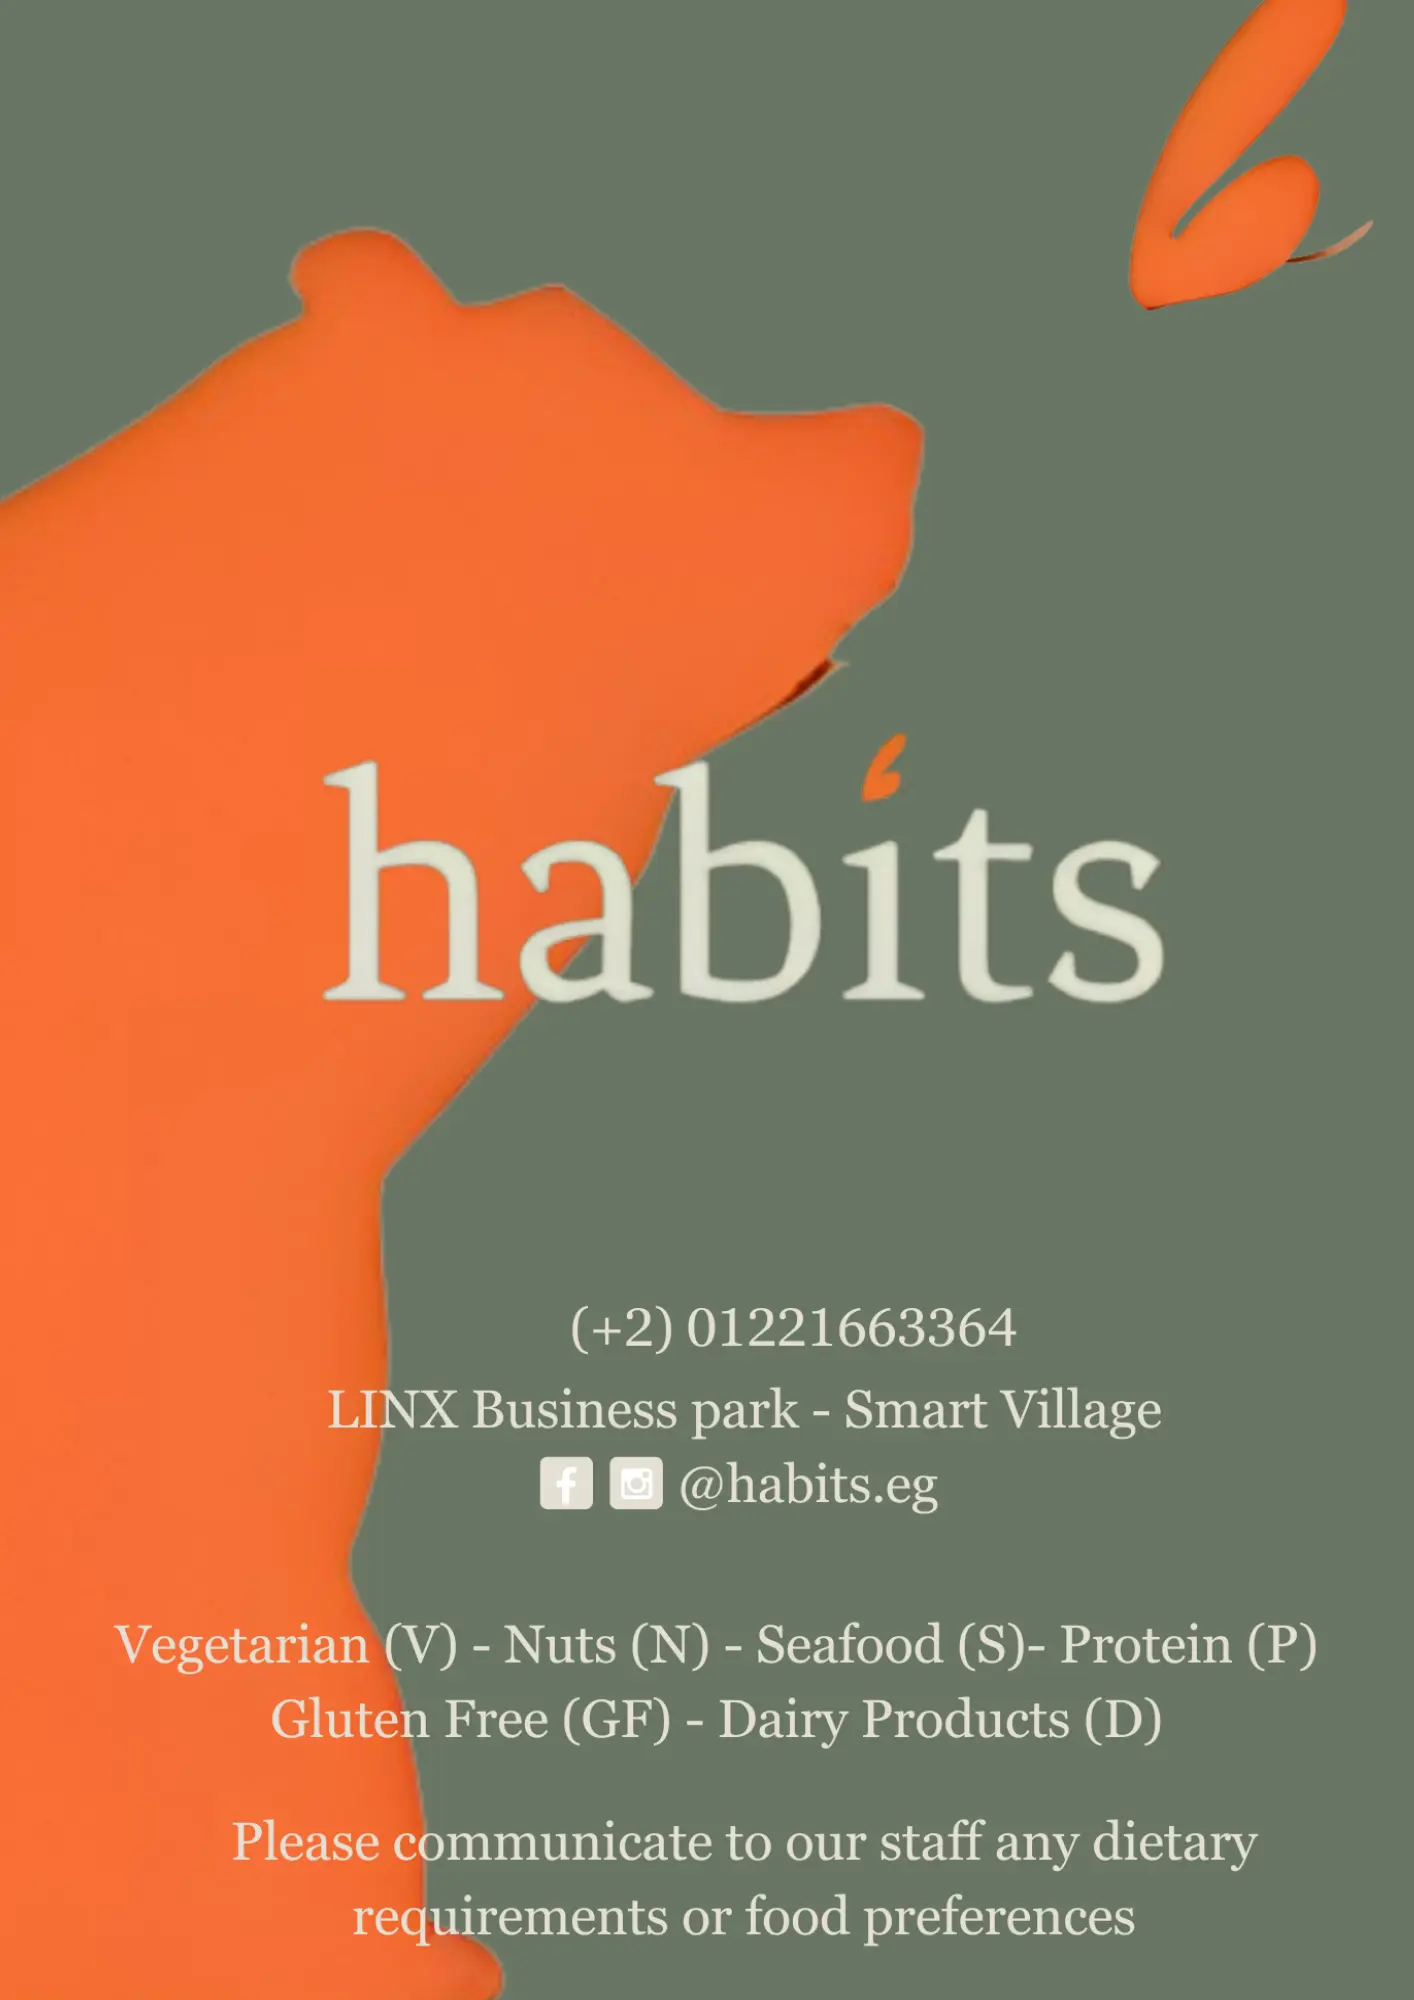 habits
(+2) 01221663364
LINX Business park - Smart Village
@habits.eg
Vegetarian (V) - Nuts (N) - Seafood (S)- Protein (P)
Gluten Free (GF) - Dairy Products (D)
Please communicate to our staff any dietary
requirements or food preferences